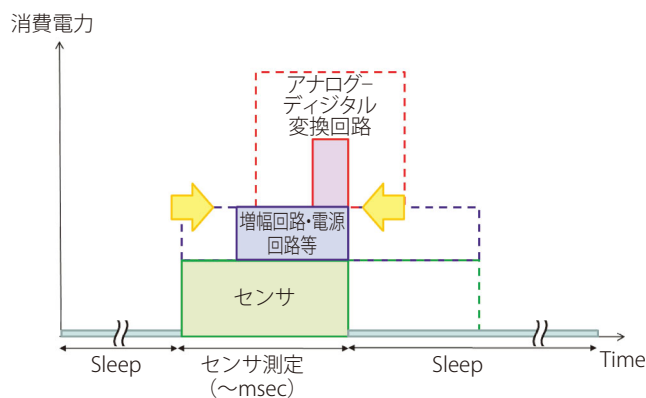 消費電力
アナログ–
ディジタル
変換回路
増幅回路・電源
回路等
センサ
Sleep
センサ測定
（～msec）
Sleep
Time